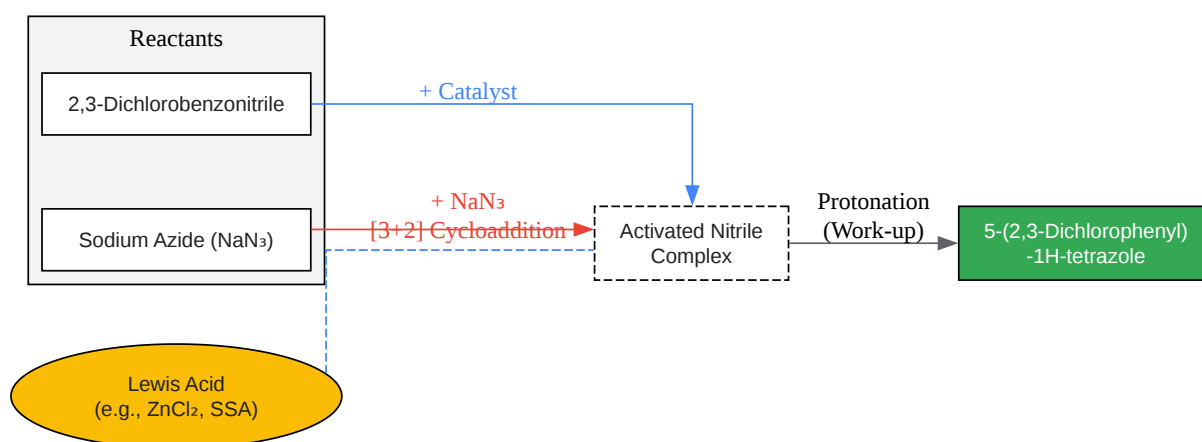 Reactants
2,3-Dichlorobenzonitrile
+ Catalyst
Sodium Azide (NaN₃)
+ NaN₃
[3+2] Cycloaddition
Activated Nitrile
Complex
Protonation
(Work-up)
5-(2,3-Dichlorophenyl)
-1H-tetrazole
Lewis Acid
(e.g., ZnCl₂, SSA)